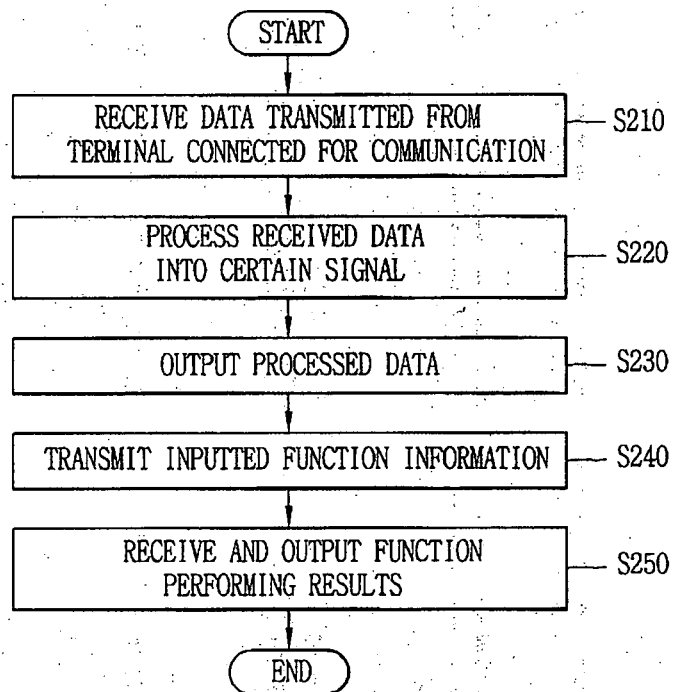 START
RECEIVE DATA TRANSMITTED FROM
TERMINAL CONNECTED FOR COMMUNICATION
S210
PROCESS RECEIVED DATA
INTO CERTAIN SIGNAL
S220
OUTPUT PROCESSED DATA
S230
TRANSMIT INPUTTED FUNCTION INFORMATION
S240
RECEIVE AND OUTPUT FUNCTION
PERFORMING RESULTS
S250
END